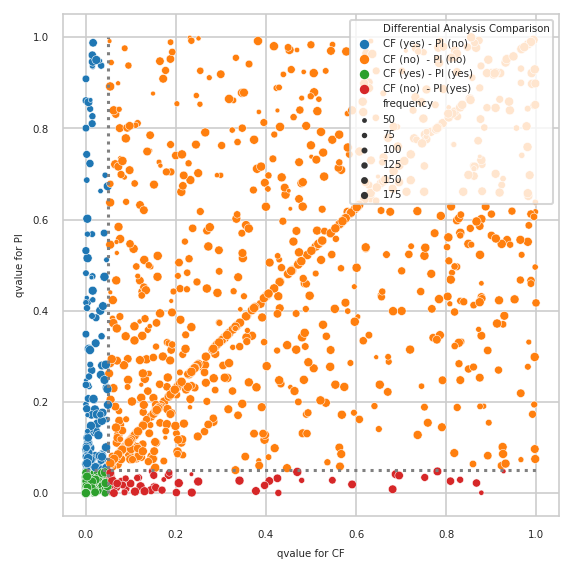 Differential Analysis Comparison
CF (yes) - PI (no)
CF (no)  - PI (no)
CF (yes) - PI (yes)
CF (no)  - PI (yes)
frequency
50
75
100
125
150
175
1.0
0.8
0.6
0.4
0.2
0.0
qvalue for PI
0.0 0.2 0.4 0.6 0.8 1.0
qvalue for CF